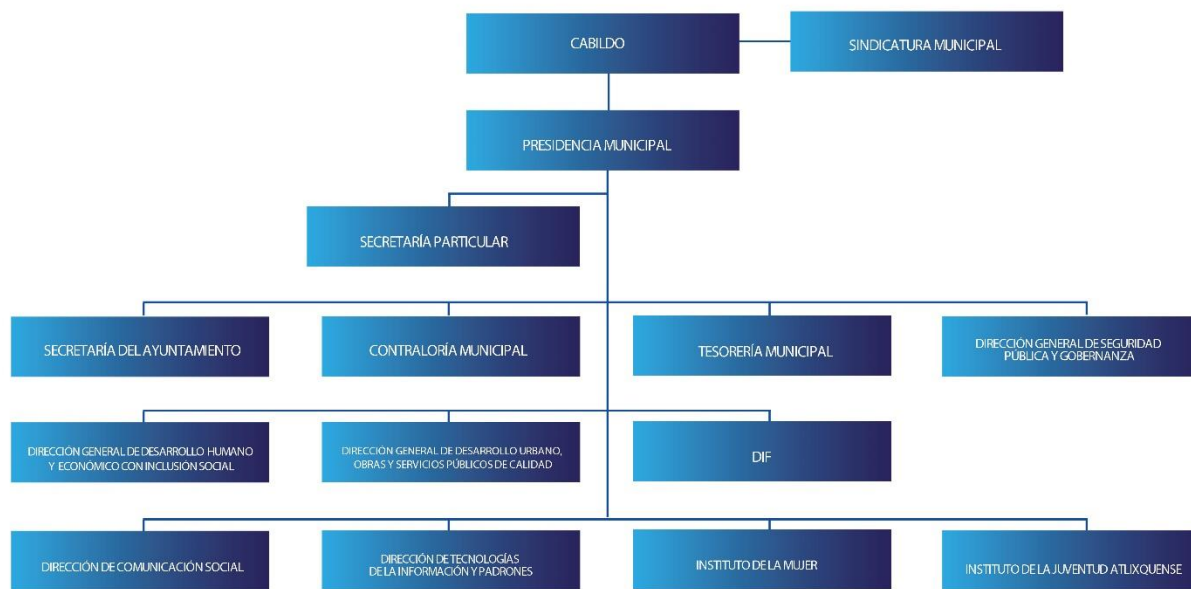 CABILDO
SINDICATURA MUNICIPAL
PRESIDENCIA MUNICIPAL
SECRETARÍA PARTICULAR
SECRETARÍA DEL AYUNTAMIENTO
CONTRALORÍA MUNICIPAL
TESORERÍA MUNICIPAL
DIRECCIÓN GENERAL DE SEGURIDAD
PÚBLICA Y GOBERNANZA
DIRECCIÓN GENERAL DE DESARROLLO HUMANO
Y ECONÓMICO CON INCLUSIÓN SOCIAL
DIRECCIÓN GENERAL DE DESARROLLO URBANO,
OBRAS Y SERVICIOS PÚBLICOS DE CALIDAD
DIF
DIRECCIÓN DE COMUNICACIÓN SOCIAL
DIRECCIÓN DE TECNOLOGÍAS
DE LA INFORMACIÓN Y PADRONES
INSTITUTO DE LA MUJER
INSTITUTO DE LA JUVENTUD ATLIXQUENSE